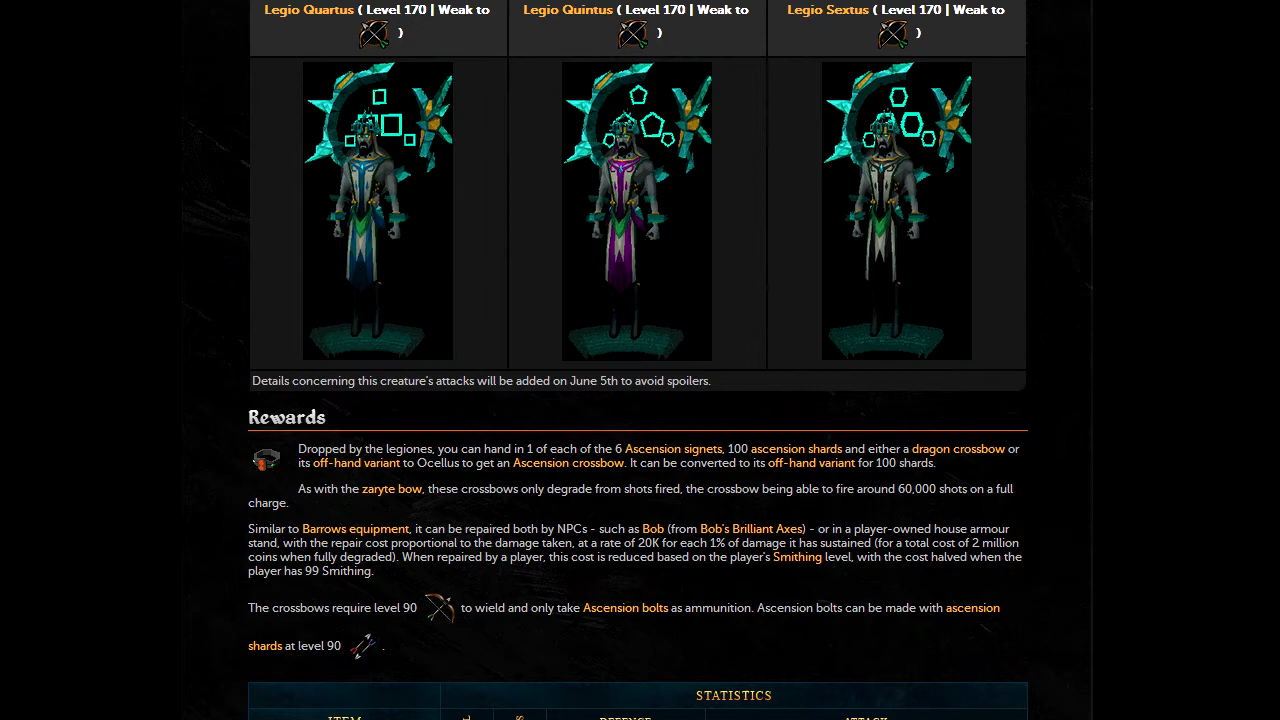 Legio Quartus ( Level 170 | Weak to
)
Legio Quintus ( Level 170 | Weak to
)
Legio Sextus ( Level 170 | Weak to
)
Details concerning this creature's attacks will be added on June 5th to avoid spoilers.
Rewards
Dropped by the legiones, you can hand in 1 of each of the 6 Ascension signets, 100 ascension shards and either a dragon crossbow or
its off-hand variant to Ocellus to get an Ascension crossbow. It can be converted to its off-hand variant for 100 shards.
As with the zaryte bow, these crossbows only degrade from shots fired, the crossbow being able to fire around 60,000 shots on a full
charge.
Similar to Barrows equipment, it can be repaired both by NPCs - such as Bob (from Bob's Brilliant Axes) - or in a player-owned house armour
stand, with the repair cost proportional to the damage taken, at a rate of 20K for each 1% of damage it has sustained (for a total cost of 2 million
coins when fully degraded). When repaired by a player, this cost is reduced based on the player's Smithing level, with the cost halved when the
player has 99 Smithing.
The crossbows require level 90 to wield and only take Ascension bolts as ammunition. Ascension bolts can be made with ascension
shards at level 90 .
STATISTICS
ITEM DEFENCE ATTACK